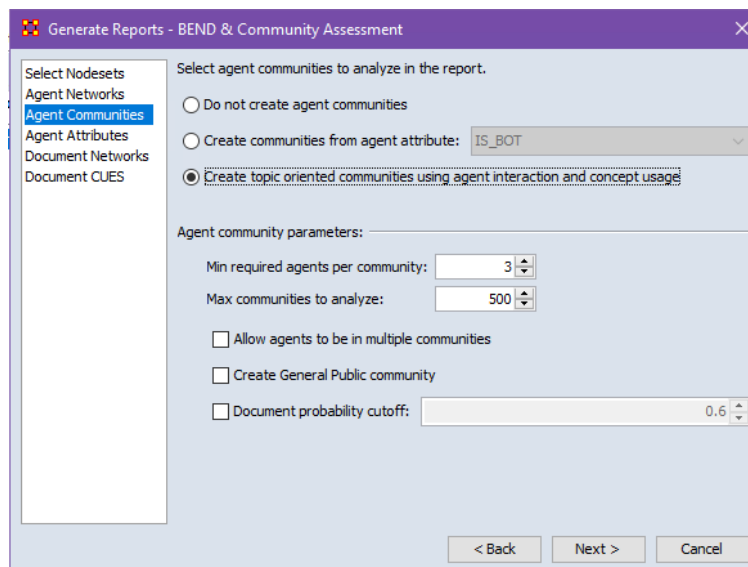 Generate Reports - BEND & Community Assessment
Select Nodesets
Agent Networks
Agent Communities
Agent Attributes
Document Networks
Document CUES
Select agent communities to analyze in the report.
Do not create agent communities
Create communities from agent attribute: IS_BOT
Create topic oriented communities using agent interaction and concept usage
Agent community parameters:
Min required agents per community: 3
Max communities to analyze: 500
Allow agents to be in multiple communities
Create General Public community
Document probability cutoff: 0.6
< Back Next > Cancel